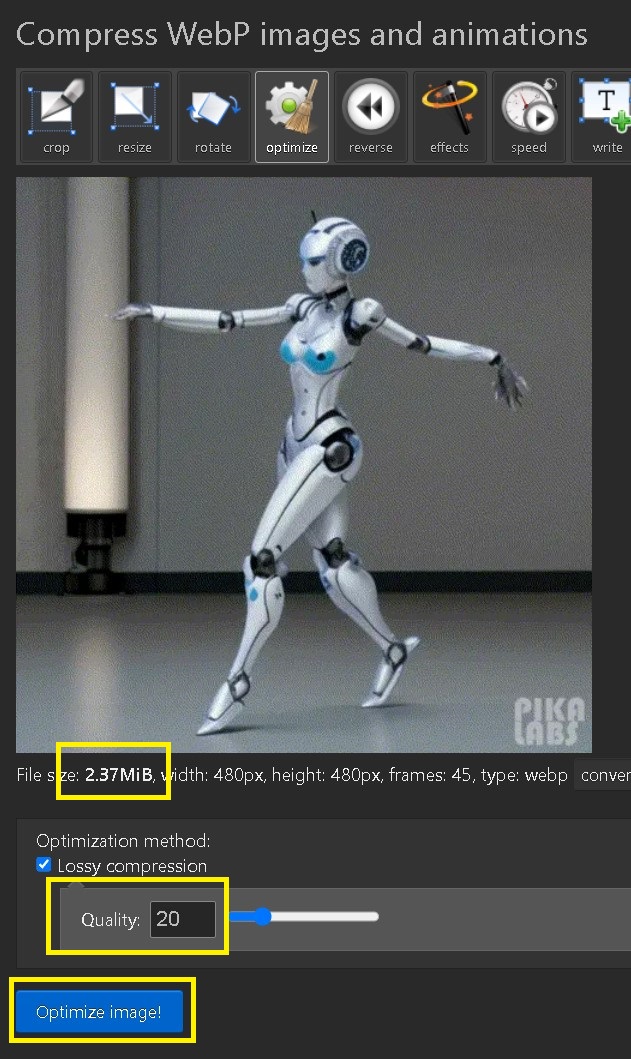 Compress WebP images and animations
crop resize rotate optimize reverse effects speed write
T
PIKA
LABS
File size: 2.37MiB, width: 480px, height: 480px, frames: 45, type: webp conver
Optimization method:
Lossy compression
Quality: 20
Optimize image!